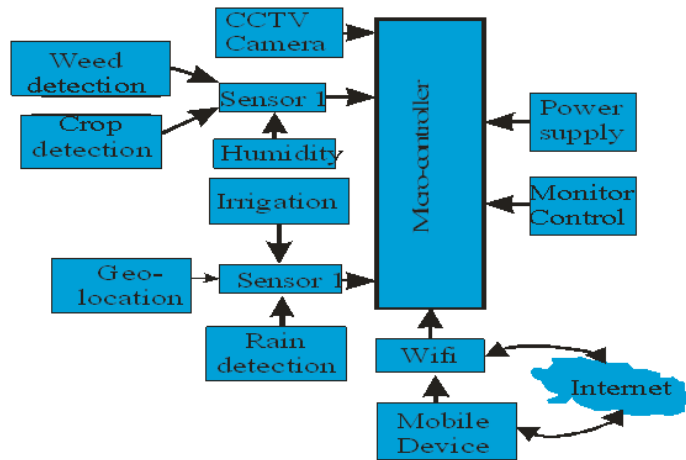 CCTV
Camera
Weed
detection
Sensor 1
Crop
detection
Humidity
Micro-controller
Power
supply
Monitor
Control
Irrigation
Geo-
location
Sensor 1
Rain
detection
Wifi
Internet
Mobile
Device